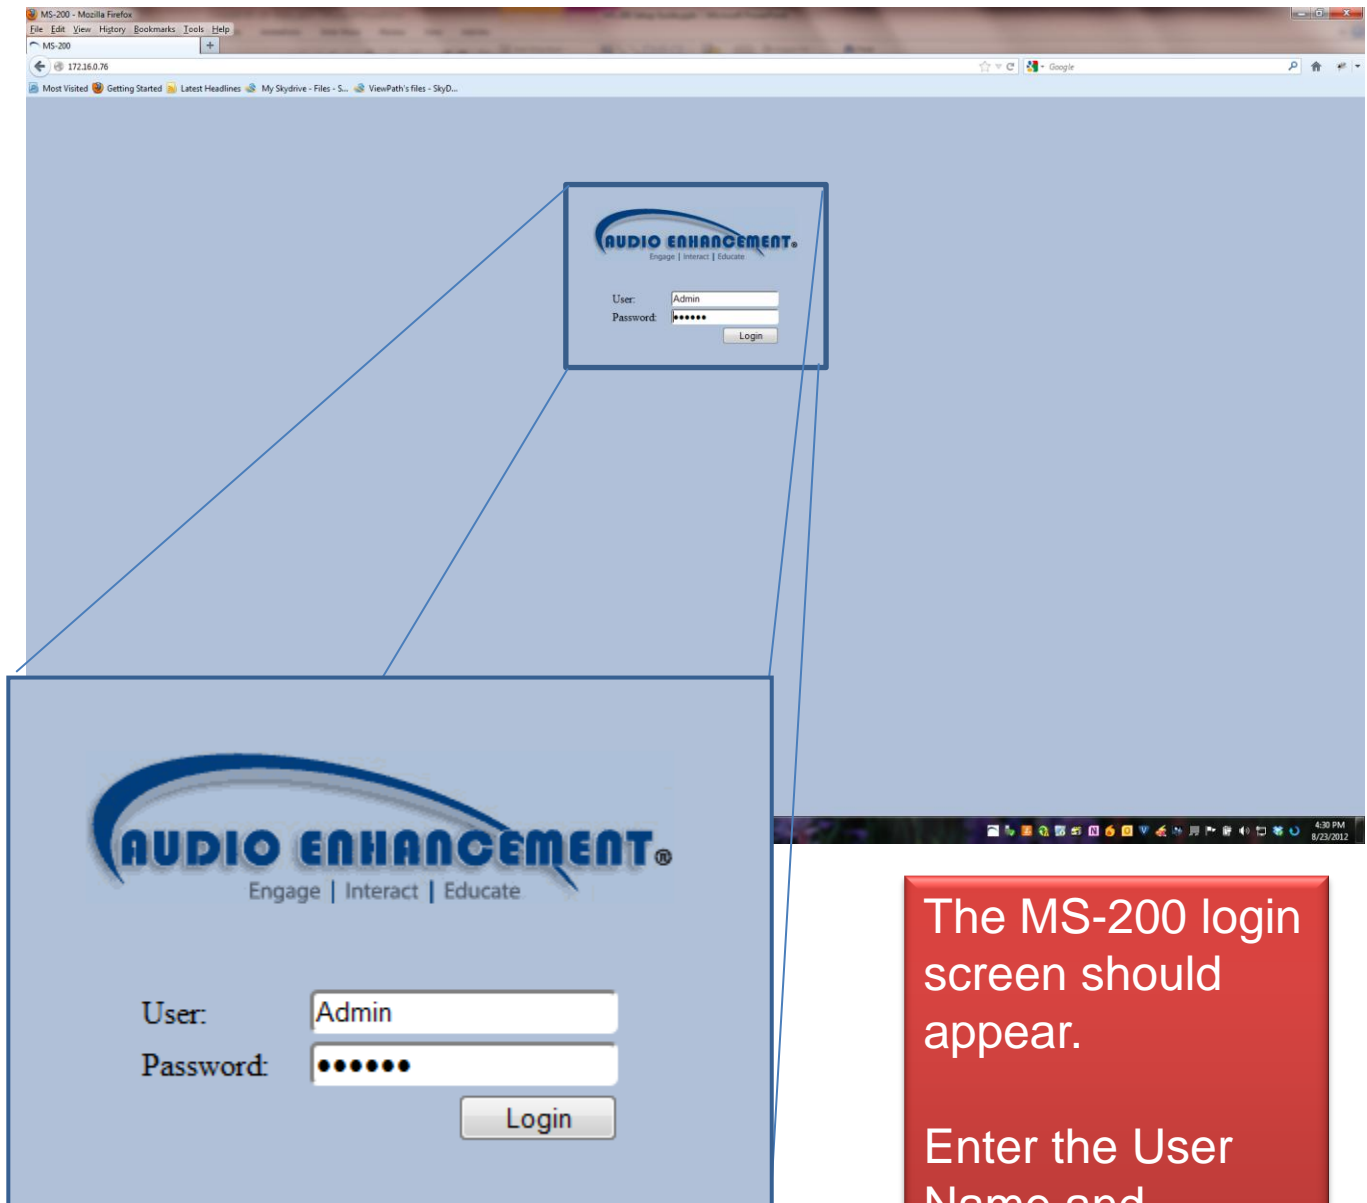 MS-200 - Mozilla Firefox
File Edit View History Bookmarks Tools Help
MS-200
172.16.0.76
Google
Most Visited Getting Started Latest Headlines My Skydrive - Files - S... ViewPath's files - SkyD...
AUDIO ENHANCEMENT®
Engage | Interact | Educate
User: Admin
Password: ••••••
Login
4:30 PM
8/23/2012
AUDIO ENHANCEMENT®
Engage | Interact | Educate
User: Admin
Password: ••••••
Login
The MS-200 login
screen should
appear.
Enter the User
Name and